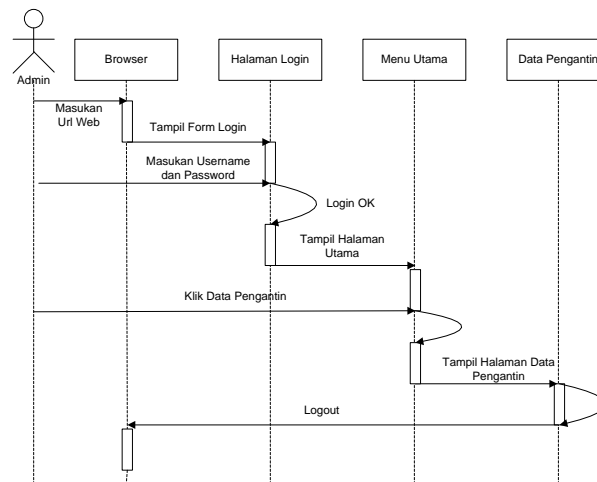 Admin
Browser
Halaman Login
Menu Utama
Data Pengantin
Masukan
Url Web
Tampil Form Login
Masukan Username
dan Password
Login OK
Tampil Halaman
Utama
Klik Data Pengantin
Tampil Halaman Data
Pengantin
Logout